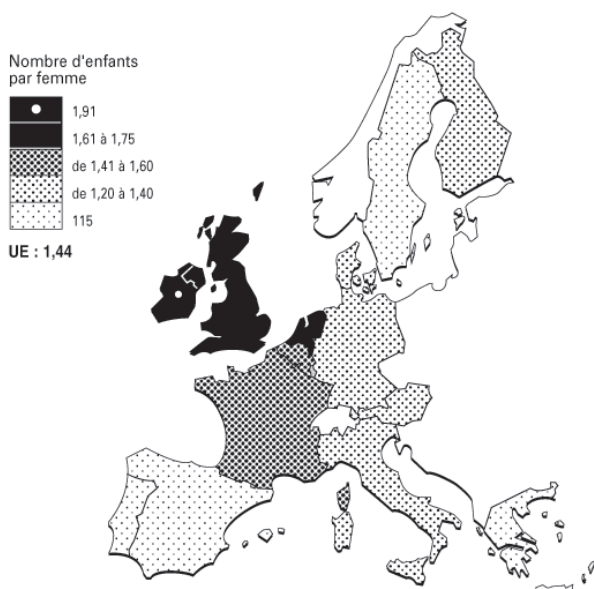 Nombre d'enfants
par femme
1,91
1,61 à 1,75
de 1,41 à 1,60
de 1,20 à 1,40
115
UE : 1,44